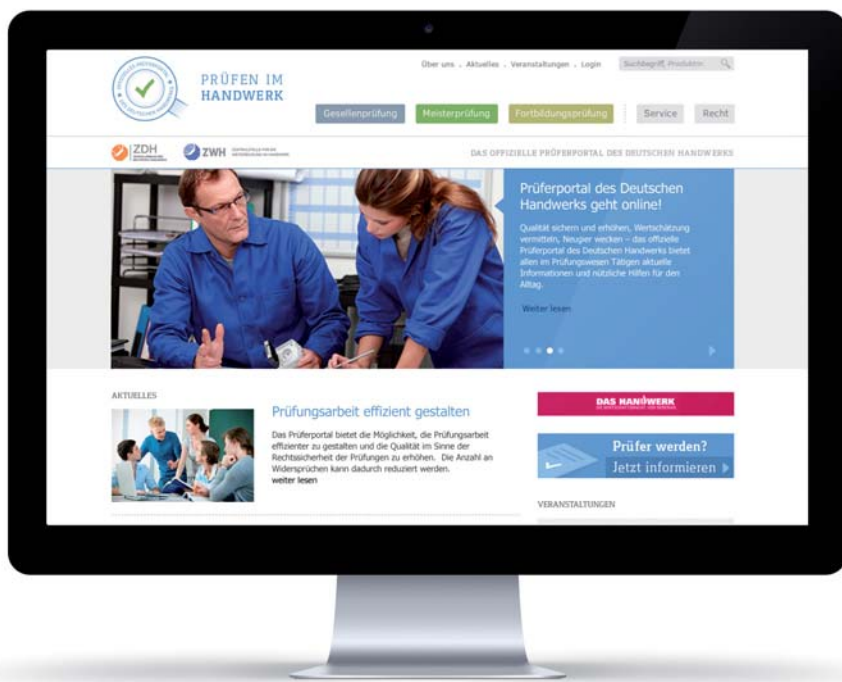 Über uns . Aktuelles . Veranstaltungen . Login
Suchbegriff, Produktnr.
PRÜFEN IM
HANDWERK
Gesellenprüfung
Meisterprüfung
Fortbildungsprüfung
Service
Recht
ZDH
ZWH
DAS OFFIZIELLE PRÜFERPORTAL DES DEUTSCHEN HANDWERKS
Prüferportal des Deutschen
Handwerks geht online!
Qualität sichern und erhöhen, Wertschätzung
vermitteln, Neugier wecken – das offizielle
Prüferportal des Deutschen Handwerks bietet
allen im Prüfungswesen Tätigen aktuelle
Informationen und nützliche Hilfen für den
Alltag.
Weiter lesen
AKTUELLES
Prüfungsarbeit effizient gestalten
Das Prüferportal bietet die Möglichkeit, die Prüfungsarbeit
effizienter zu gestalten und die Qualität im Sinne der
Rechtssicherheit der Prüfungen zu erhöhen. Die Anzahl an
Widersprüchen kann dadurch reduziert werden.
weiter lesen
DAS HANDWERK
Prüfer werden?
Jetzt informieren
VERANSTALTUNGEN